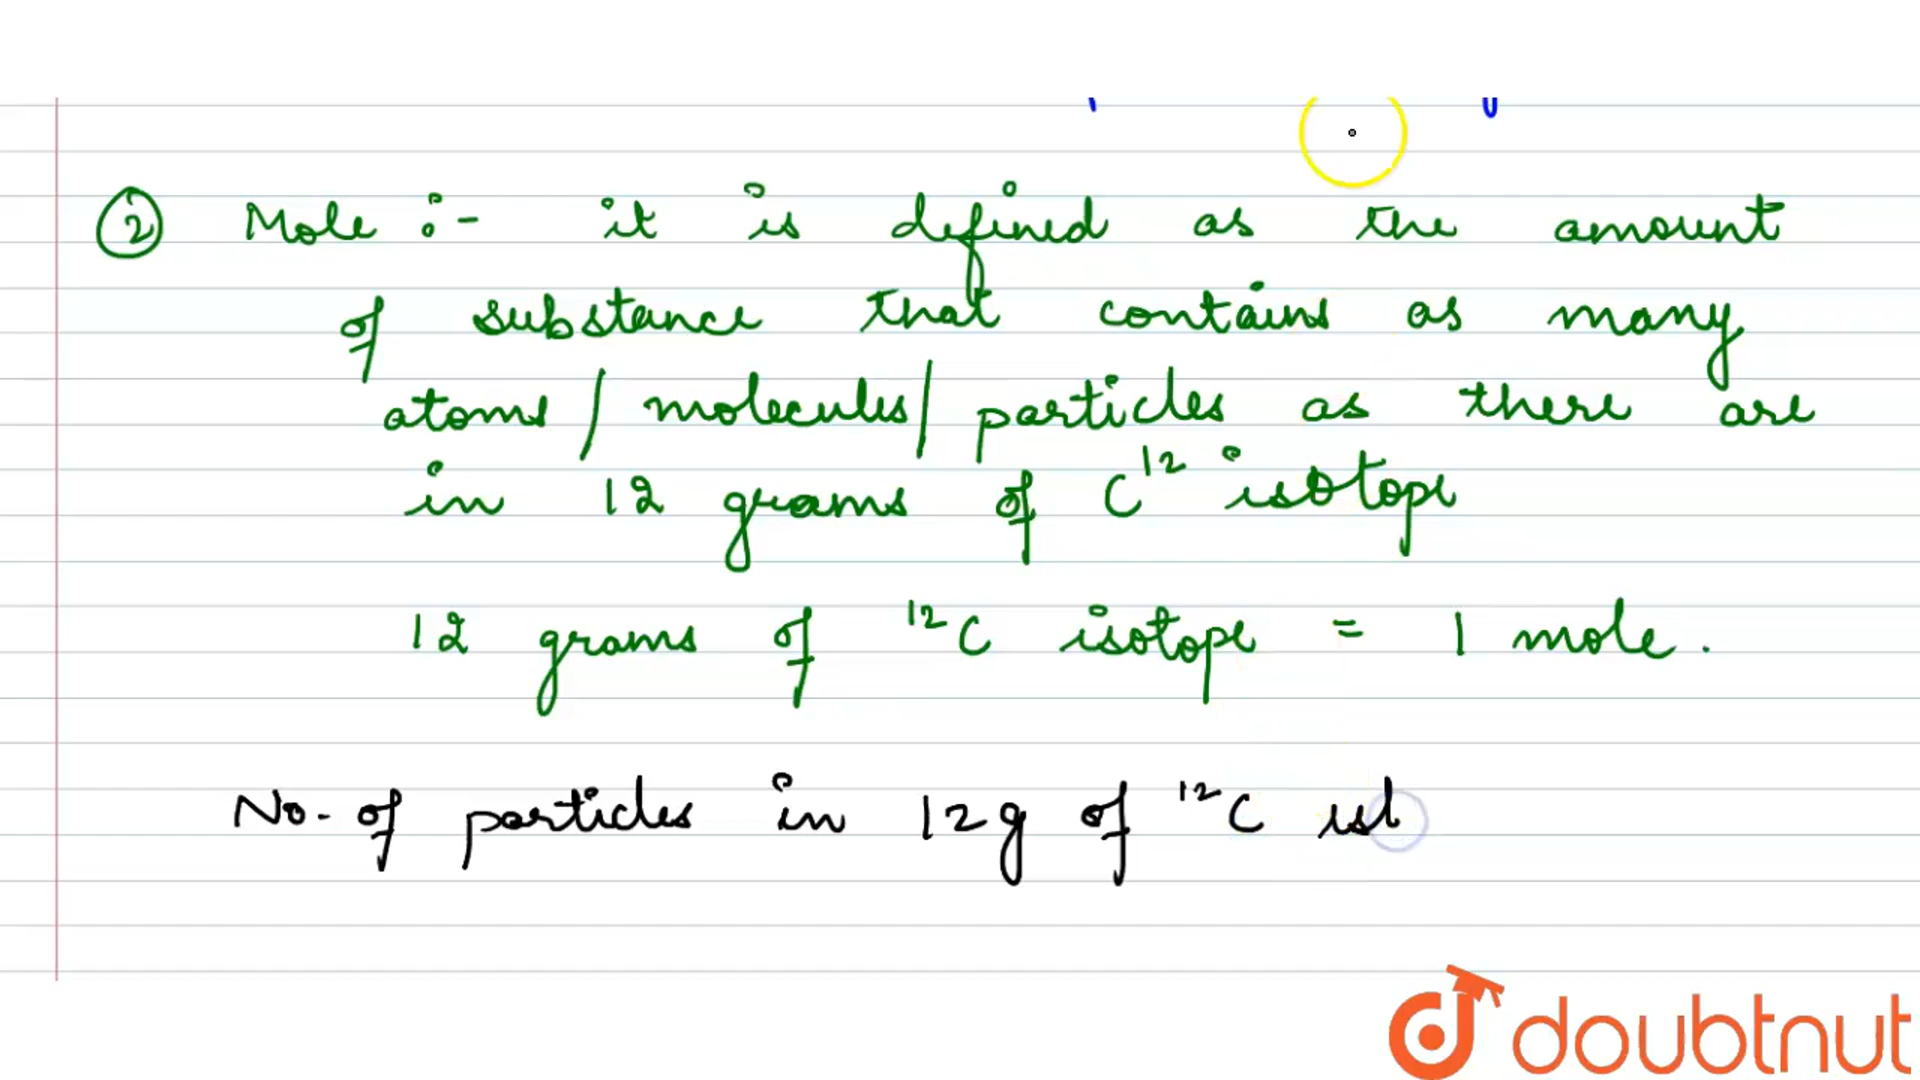 ② Mole :- it is defined as the amount
of substance that contains as many
atoms / molecules / particles as there are
in 12 grams of C¹² isotope
12 grams of ¹²C isotope = 1 mole.
No. of particles in 12g of ¹²C ist
doubtnut